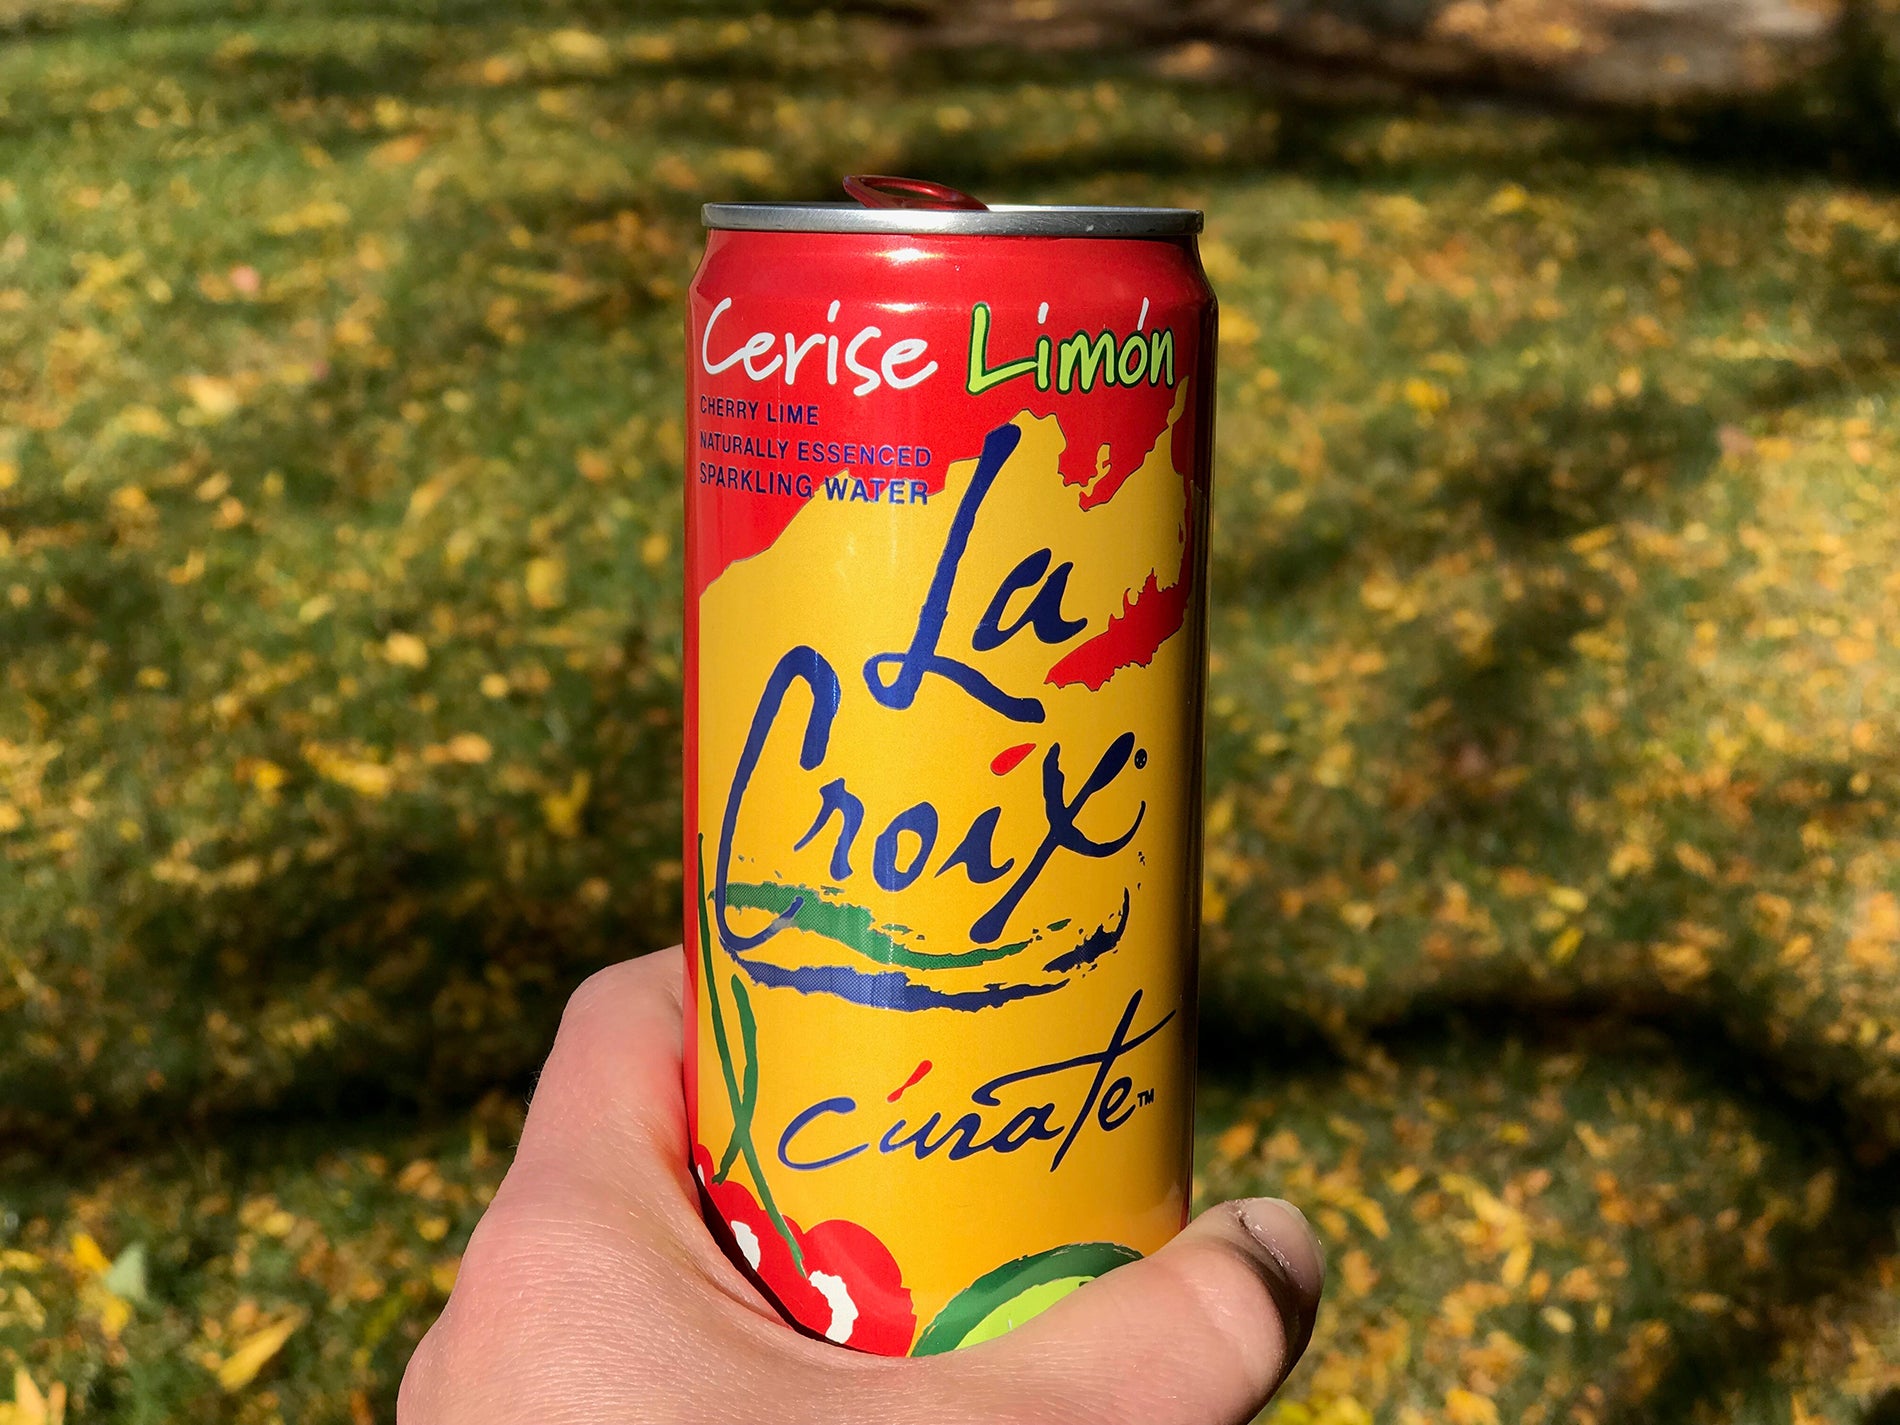 Cerise Limón
CHERRY LIME
NATURALLY ESSENCED
SPARKLING WATER
La
Croix®
Cúrate™